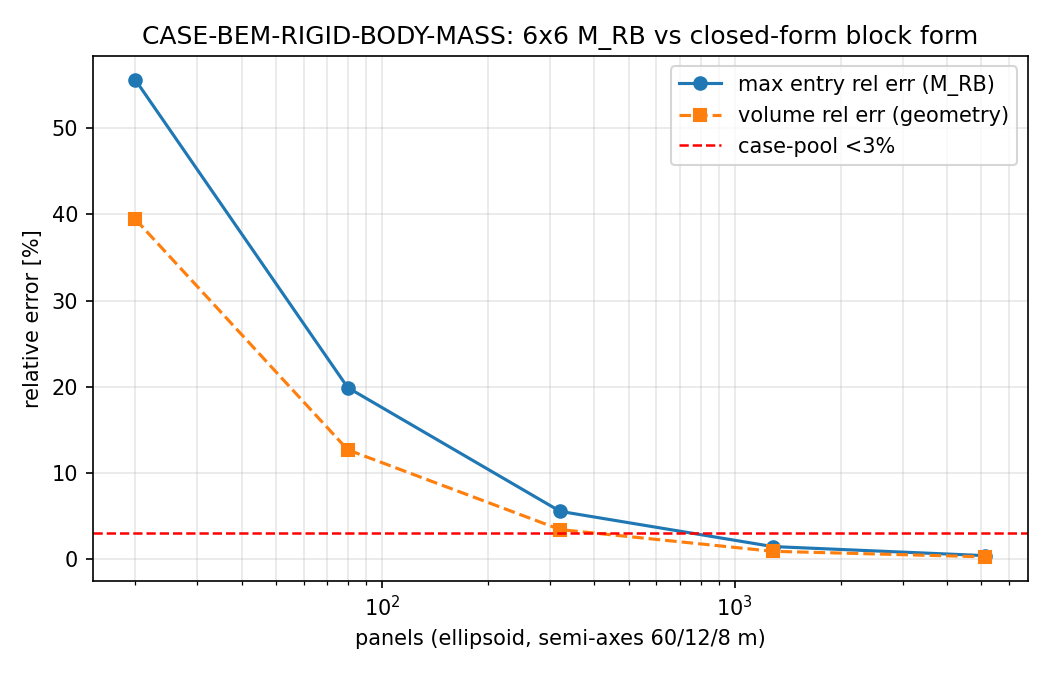 CASE-BEM-RIGID-BODY-MASS: 6x6 M_RB vs closed-form block form
max entry rel err (M_RB)
volume rel err (geometry)
case-pool <3%
relative error [%]
50
40
30
20
10
0
10²
10³
panels (ellipsoid, semi-axes 60/12/8 m)